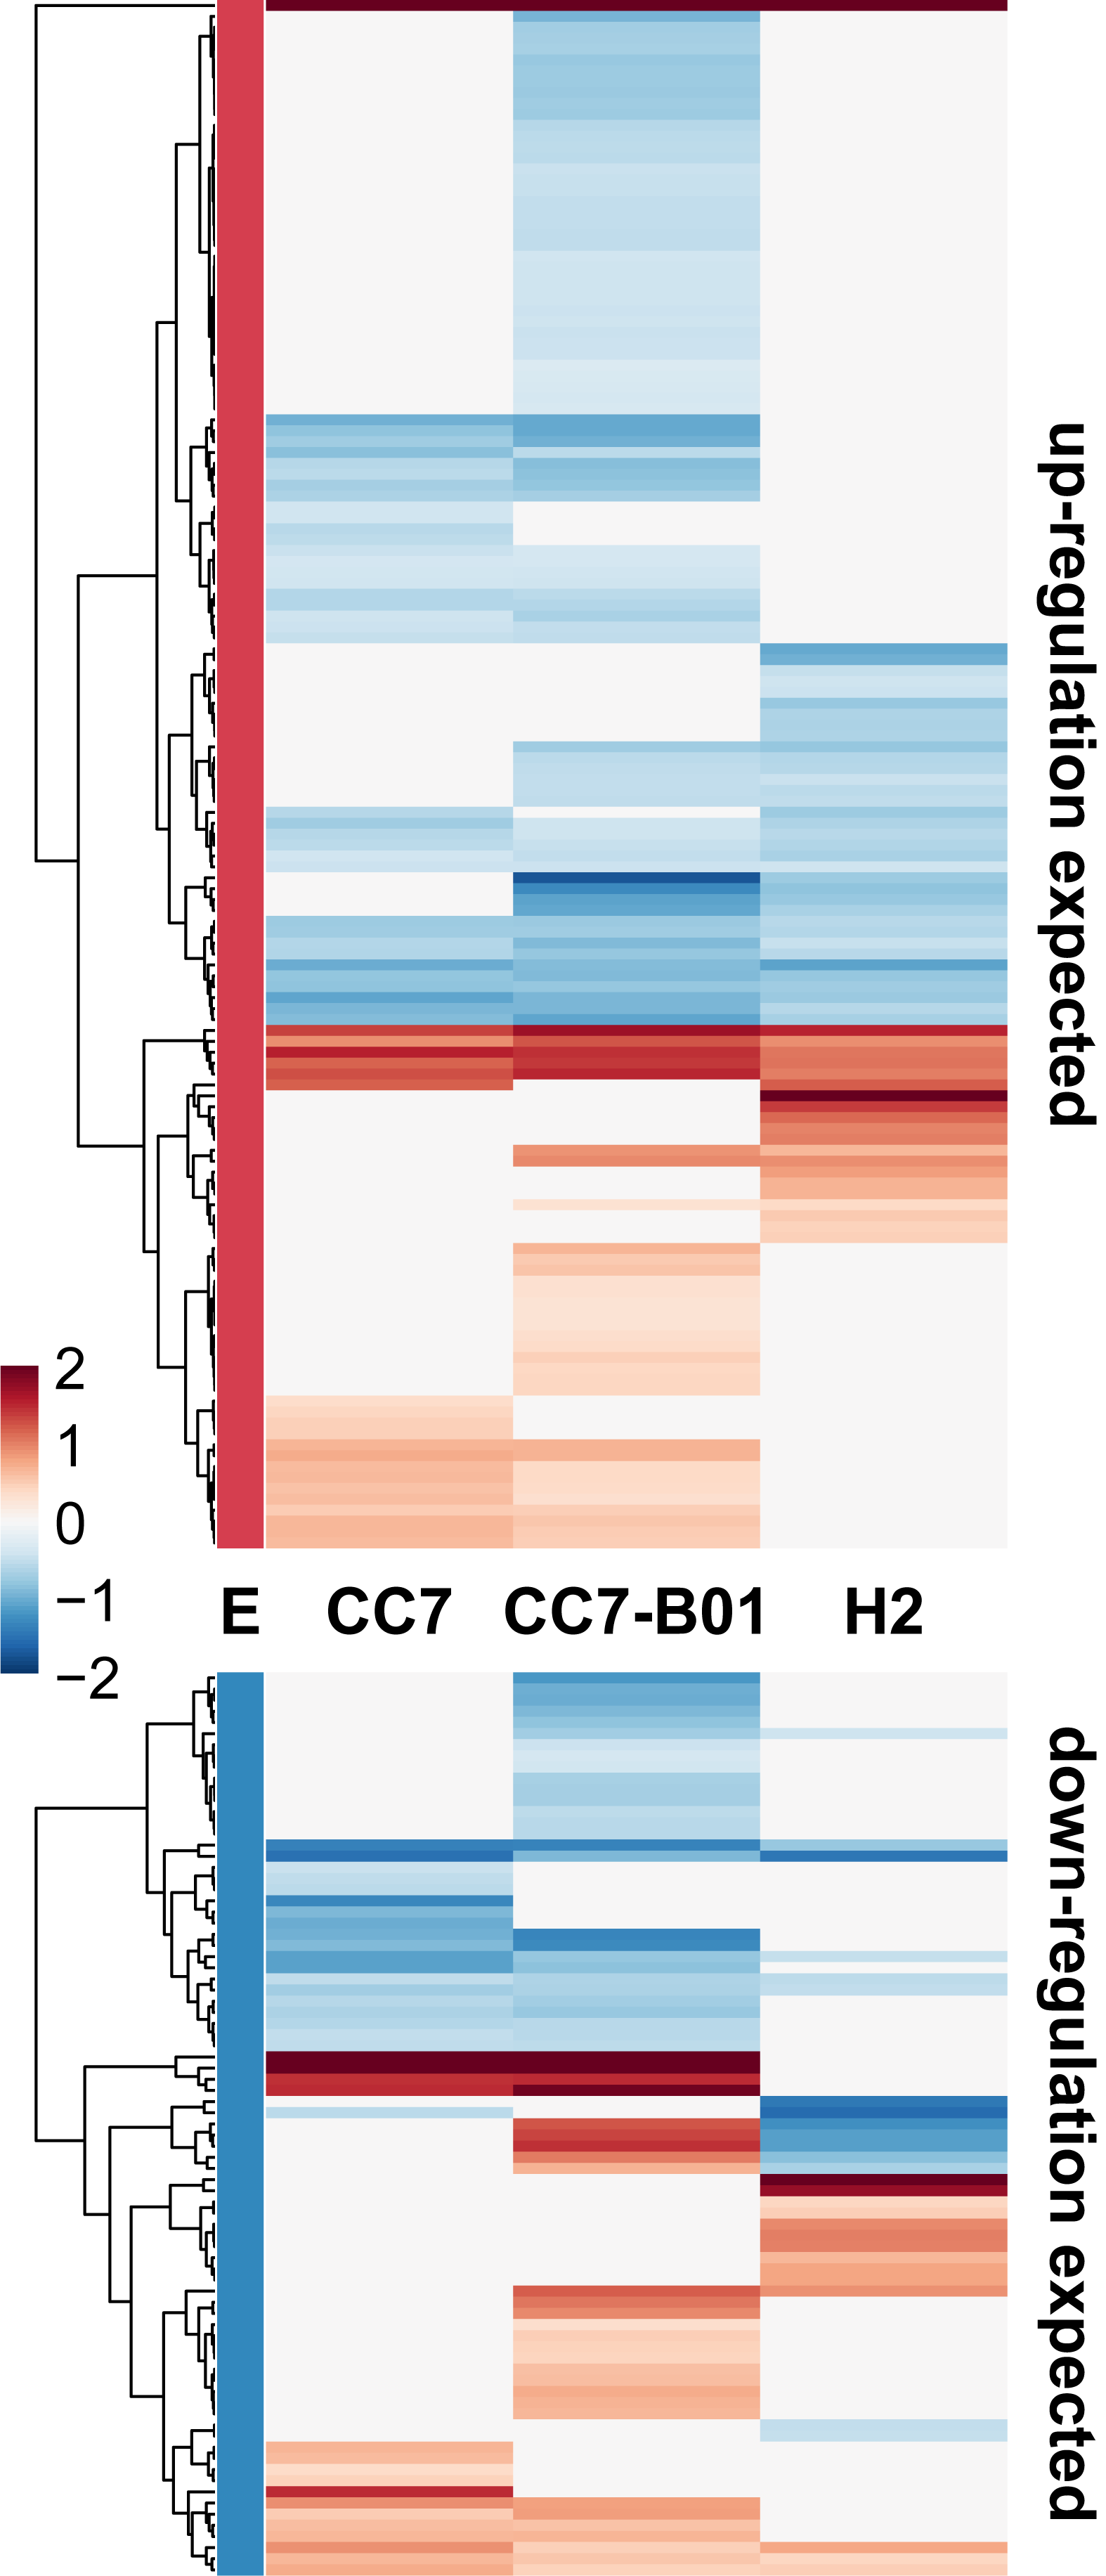 up-regulation expected
2
1
0
−1
−2
E CC7 CC7-B01 H2
down-regulation expected